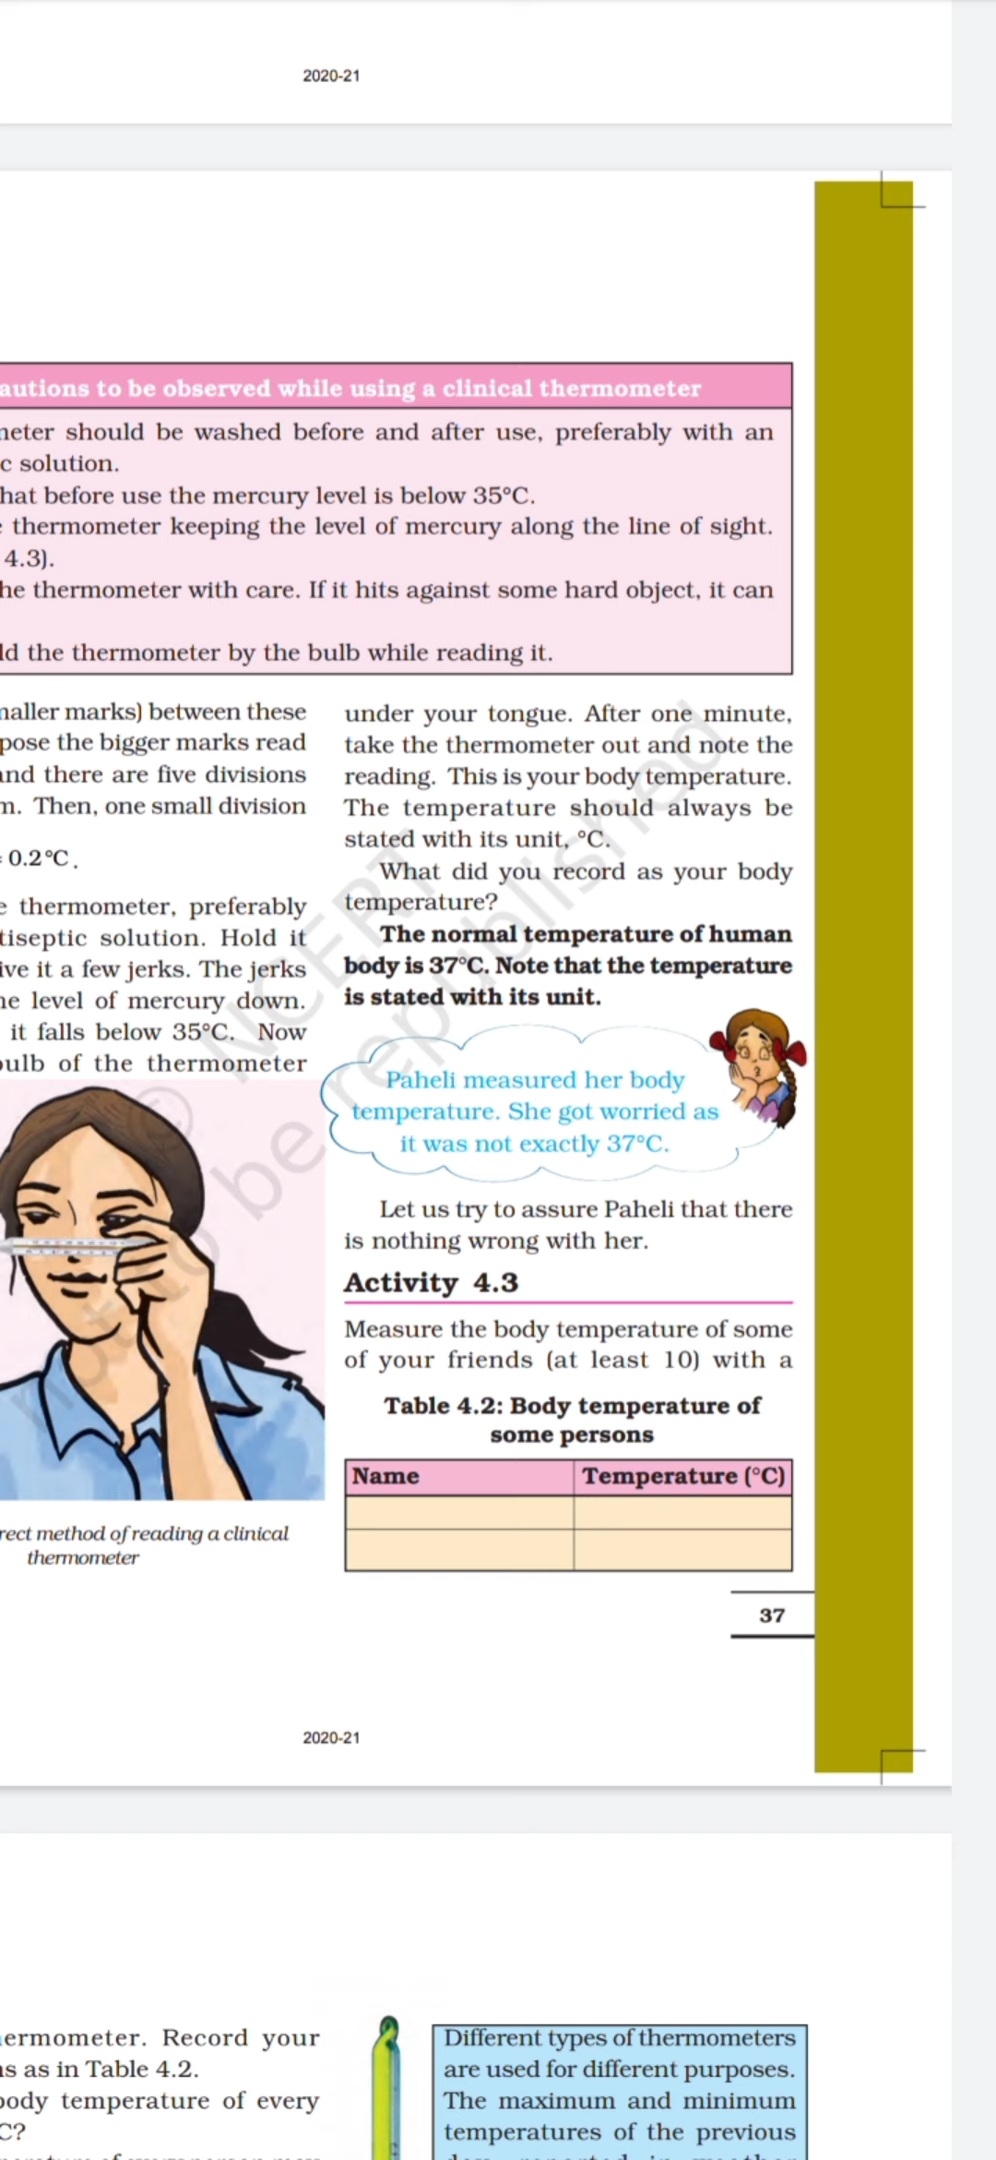 2020-21
autions to be observed while using a clinical thermometer
neter should be washed before and after use, preferably with an
c solution.
hat before use the mercury level is below 35°C.
thermometer keeping the level of mercury along the line of sight.
4.3).
he thermometer with care. If it hits against some hard object, it can
ld the thermometer by the bulb while reading it.
naller marks) between these
pose the bigger marks read
and there are five divisions
m. Then, one small division
= 0.2°C.
e thermometer, preferably
tiseptic solution. Hold it
ive it a few jerks. The jerks
he level of mercury down.
it falls below 35°C. Now
bulb of the thermometer
rect method of reading a clinical
thermometer
under your tongue. After one minute,
take the thermometer out and note the
reading. This is your body temperature.
The temperature should always be
stated with its unit, °C.
What did you record as your body
temperature?
The normal temperature of human
body is 37°C. Note that the temperature
is stated with its unit.
Paheli measured her body
temperature. She got worried as
it was not exactly 37°C.
Let us try to assure Paheli that there
is nothing wrong with her.
Activity 4.3
Measure the body temperature of some
of your friends (at least 10) with a
Table 4.2: Body temperature of
some persons
Name Temperature (°C)
37
© NCERT
not to be republished
2020-21
ermometer. Record your
ns as in Table 4.2.
body temperature of every
C?
Different types of thermometers
are used for different purposes.
The maximum and minimum
temperatures of the previous